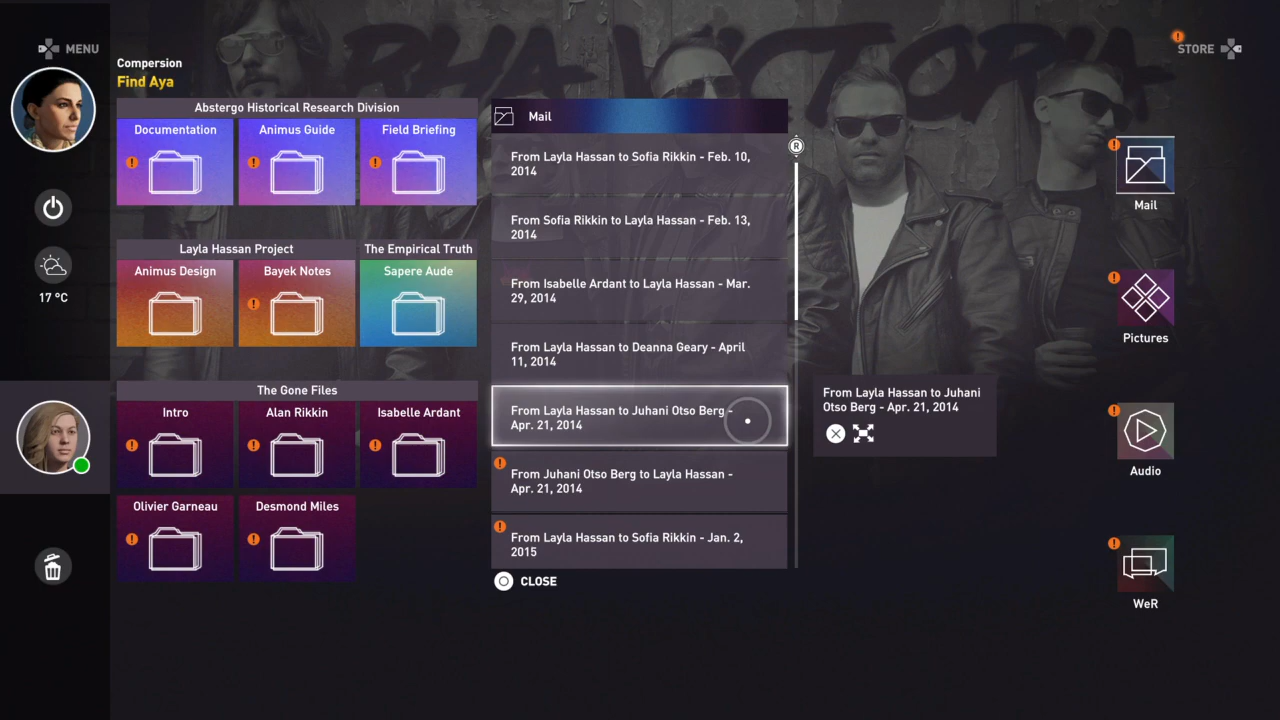 MENU
STORE
Compersion
Find Aya
Abstergo Historical Research Division
Documentation
Animus Guide
Field Briefing
Layla Hassan Project
The Empirical Truth
Animus Design
Bayek Notes
Sapere Aude
The Gone Files
Intro
Alan Rikkin
Isabelle Ardant
Olivier Garneau
Desmond Miles
17 °C
Mail
From Layla Hassan to Sofia Rikkin - Feb. 10,
2014
From Sofia Rikkin to Layla Hassan - Feb. 13,
2014
From Isabelle Ardant to Layla Hassan - Mar.
29, 2014
From Layla Hassan to Deanna Geary - April
11, 2014
From Layla Hassan to Juhani Otso Berg -
Apr. 21, 2014
From Juhani Otso Berg to Layla Hassan -
Apr. 21, 2014
From Layla Hassan to Sofia Rikkin - Jan. 2,
2015
CLOSE
R
From Layla Hassan to Juhani
Otso Berg - Apr. 21, 2014
Mail
Pictures
Audio
WeR